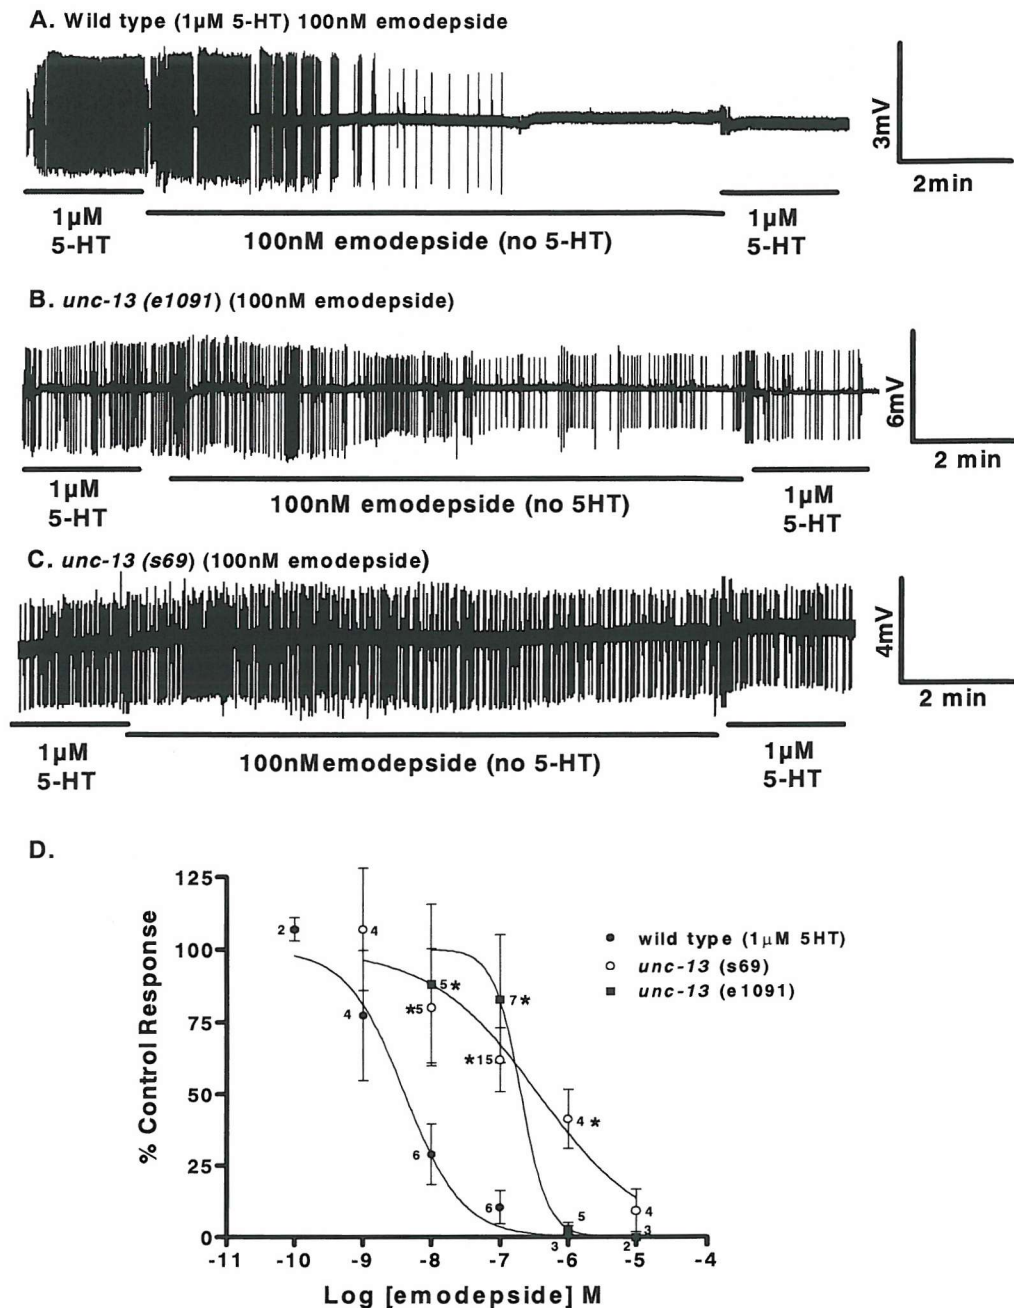 A. Wild type (1µM 5-HT) 100nM emodepside
3mV
2min
1µM
5-HT
100nM emodepside (no 5-HT)
1µM
5-HT
B. unc-13 (e1091) (100nM emodepside)
6mV
2 min
1µM
5-HT
100nM emodepside (no 5HT)
1µM
5-HT
C. unc-13 (s69) (100nM emodepside)
4mV
2 min
1µM
5-HT
100nMemodepside (no 5-HT)
1µM
5-HT
D.
% Control Response
125
100
75
50
25
0
2
4
4
6
*5
5*
6
*15
7*
4*
5
3
4
3
2
wild type (1µM 5HT)
unc-13 (s69)
unc-13 (e1091)
-11 -10 -9 -8 -7 -6 -5 -4
Log [emodepside] M